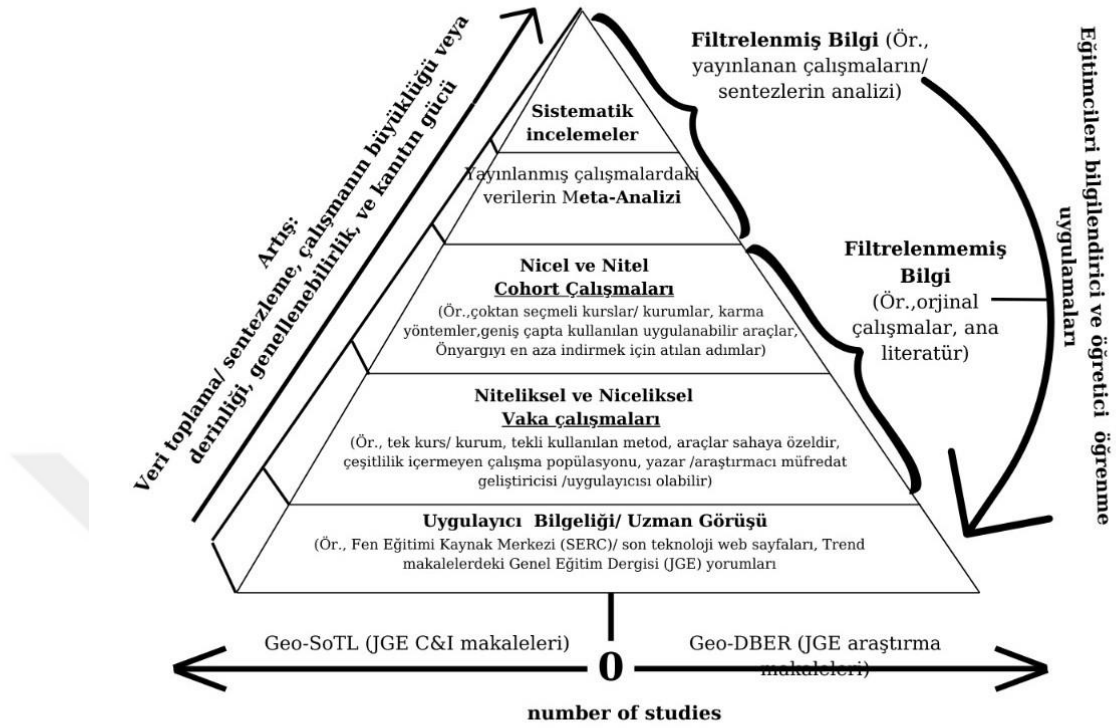 Artış:
Veri toplama/ sentezleme, çalışmanın büyüklüğü veya
derinliği, genellenebilirlik, ve kanıtın gücü
Sistematik
incelemeler
Yayınlanmış çalışmalardaki
verilerin Meta-Analizi
Nicel ve Nitel
Cohort Çalışmaları
(Ör.,çoktan seçmeli kurslar/ kurumlar, karma
yöntemler,geniş çapta kullanılan uygulanabilir araçlar,
Önyargıyı en aza indirmek için atılan adımlar)
Niteliksel ve Niceliksel
Vaka çalışmaları
(Ör., tek kurs/ kurum, tekli kullanılan metod, araçlar sahaya özeldir,
çeşitlilik içermeyen çalışma popülasyonu, yazar /araştırmacı müfredat
geliştiricisi /uygulayıcısı olabilir)
Uygulayıcı Bilgeliği/ Uzman Görüşü
(Ör., Fen Eğitimi Kaynak Merkezi (SERC)/ son teknoloji web sayfaları, Trend
makalelerdeki Genel Eğitim Dergisi (JGE) yorumları
Filtrelenmiş Bilgi (Ör.,
yayınlanan çalışmaların/
sentezlerin analizi)
Filtrelenmemiş
Bilgi
(Ör.,orjinal
çalışmalar, ana
literatür)
Eğitimcileri bilgilendirici ve öğretici öğrenme
uygulamaları
Geo-SoTL (JGE C&I makaleleri)
0
Geo-DBER (JGE araştırma
makaleleri)
number of studies